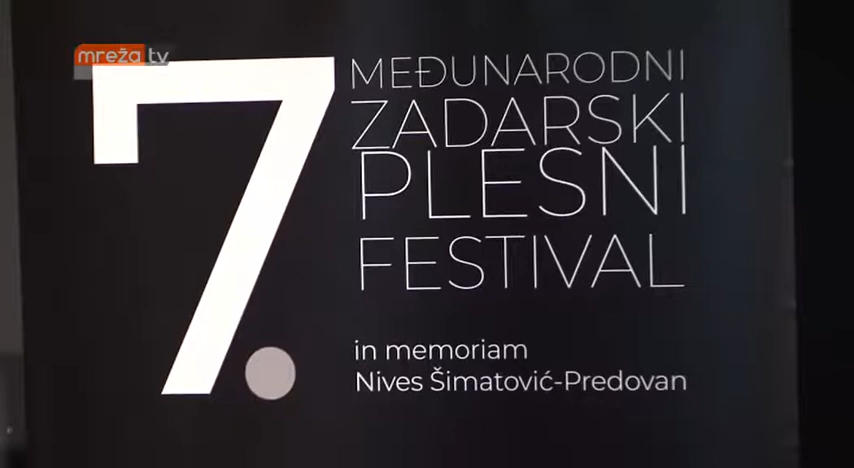 mreža tv
7.
MEĐUNARODNI
ZADARSKI
PLESNI
FESTIVAL
in memoriam
Nives Šimatović-Predovan